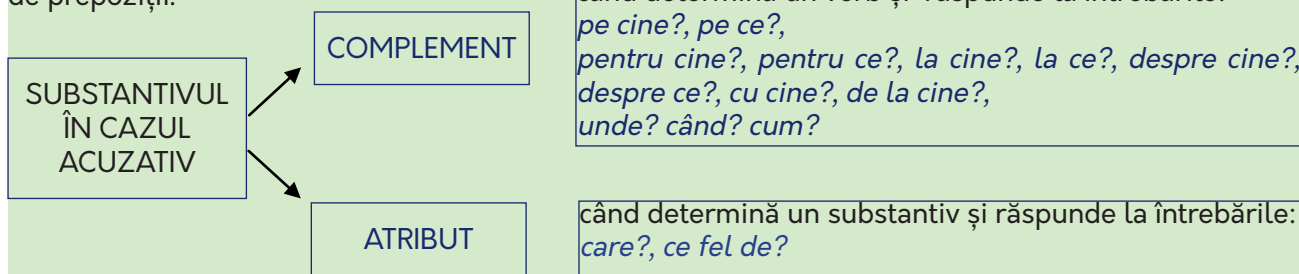 de prepoziții.
când determină un verb și răspunde la întrebările:
pe cine?, pe ce?,
pentru cine?, pentru ce?, la cine?, la ce?, despre cine?,
despre ce?, cu cine?, de la cine?,
unde? când? cum?
COMPLEMENT
SUBSTANTIVUL
ÎN CAZUL
ACUZATIV
ATRIBUT
când determină un substantiv și răspunde la întrebările:
care?, ce fel de?